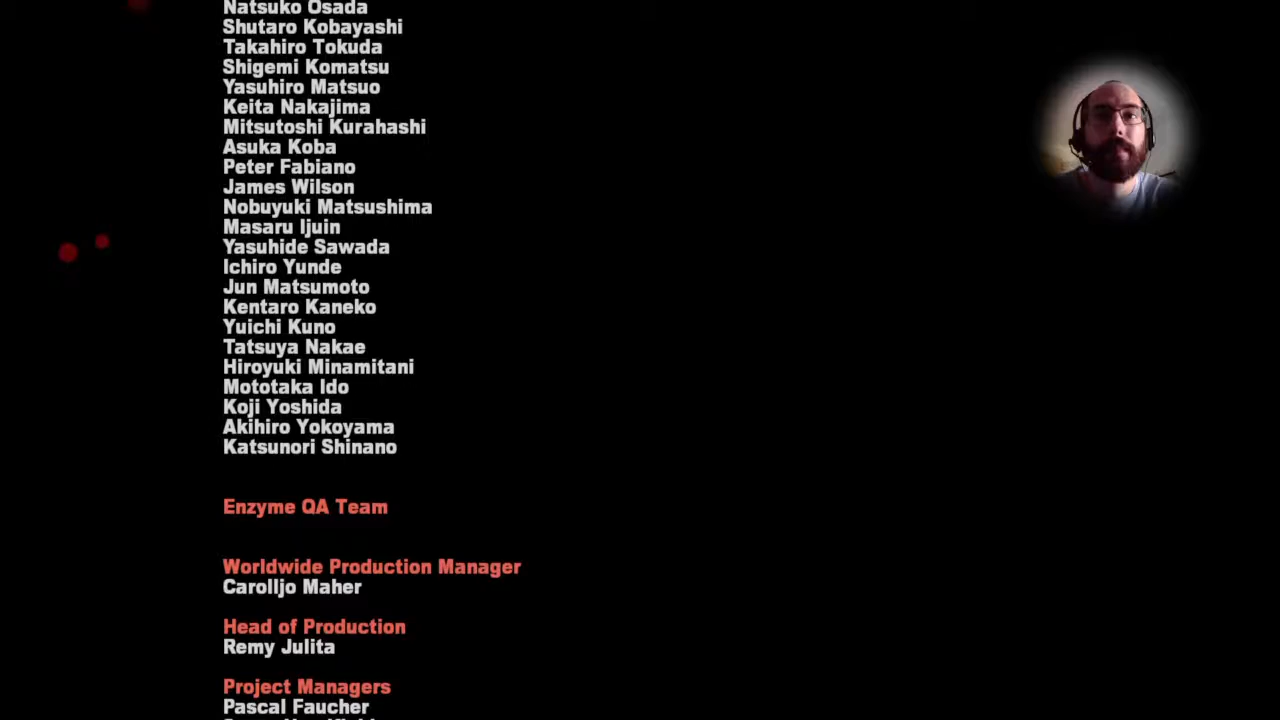 Natsuko Osada
Shutaro Kobayashi
Takahiro Tokuda
Shigemi Komatsu
Yasuhiro Matsuo
Keita Nakajima
Mitsutoshi Kurahashi
Asuka Koba
Peter Fabiano
James Wilson
Nobuyuki Matsushima
Masaru Ijuin
Yasuhide Sawada
Ichiro Yunde
Jun Matsumoto
Kentaro Kaneko
Yuichi Kuno
Tatsuya Nakae
Hiroyuki Minamitani
Mototaka Ido
Koji Yoshida
Akihiro Yokoyama
Katsunori Shinano
Enzyme QA Team
Worldwide Production Manager
Carolljo Maher
Head of Production
Remy Julita
Project Managers
Pascal Faucher